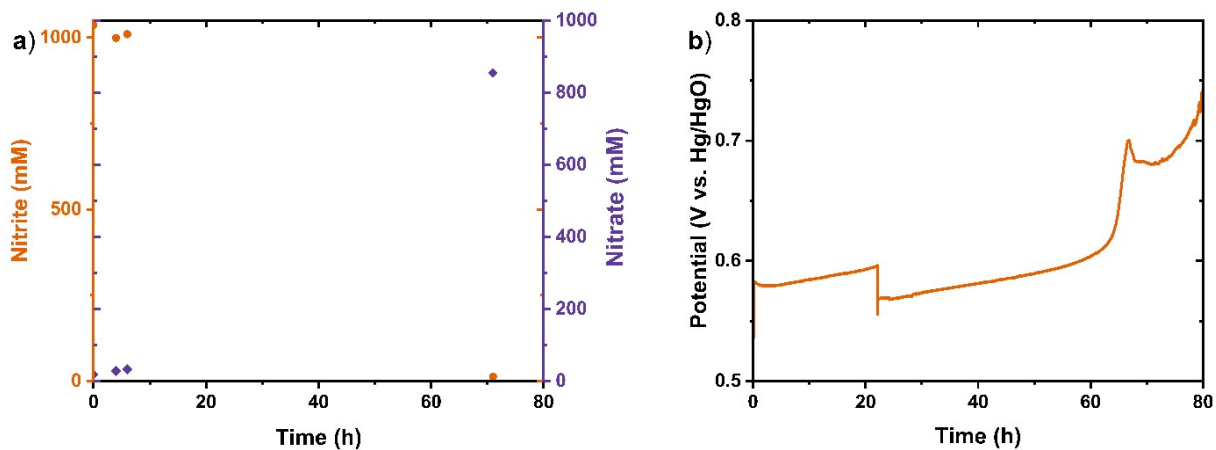 a)
1000
500
0
Nitrite (mM)
1000
800
600
400
200
0
Nitrate (mM)
0 20 40 60 80
Time (h)
b)
0.8
0.7
0.6
0.5
Potential (V vs. Hg/HgO)
0 20 40 60 80
Time (h)